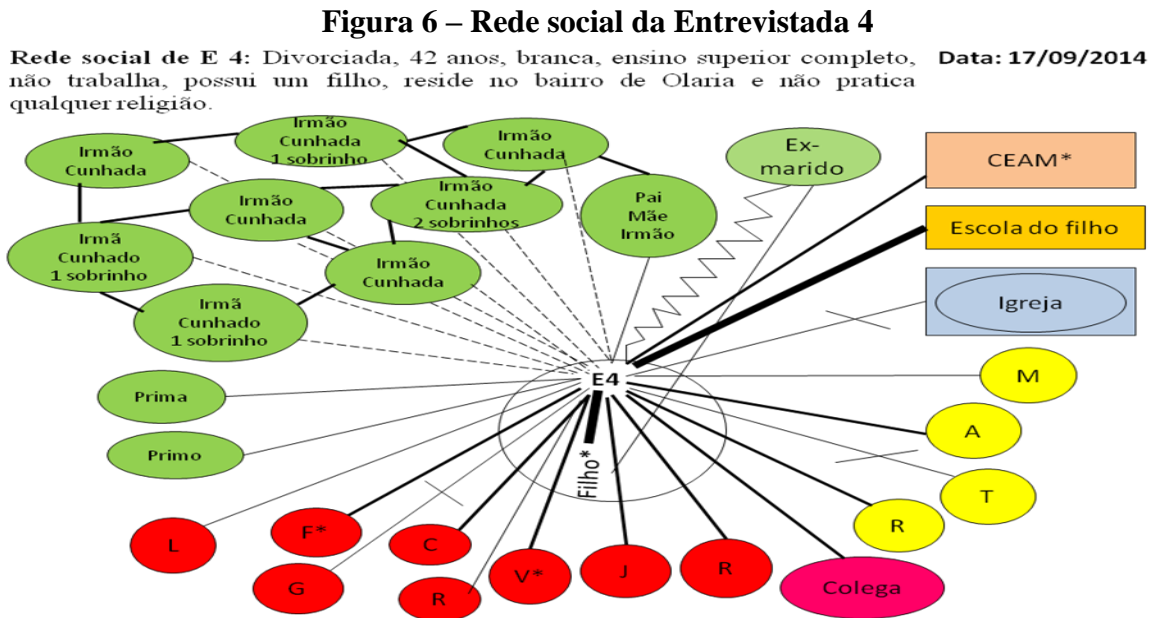 Figura 6 – Rede social da Entrevistada 4
Rede social de E 4: Divorciada, 42 anos, branca, ensino superior completo,
não trabalha, possui um filho, reside no bairro de Olaria e não pratica
qualquer religião.
Data: 17/09/2014
Irmão
Cunhada
Irmão
Cunhada
1 sobrinho
Irmão
Cunhada
Ex-
marido
CEAM*
Irmão
Cunhada
Irmão
Cunhada
2 sobrinhos
Pai
Mãe
Irmão
Escola do filho
Irmã
Cunhado
1 sobrinho
Irmão
Cunhada
Igreja
Irmã
Cunhado
1 sobrinho
E4
M
Prima
A
Primo
Filho*
T
L
F*
C
R
G
R
V*
J
R
Colega